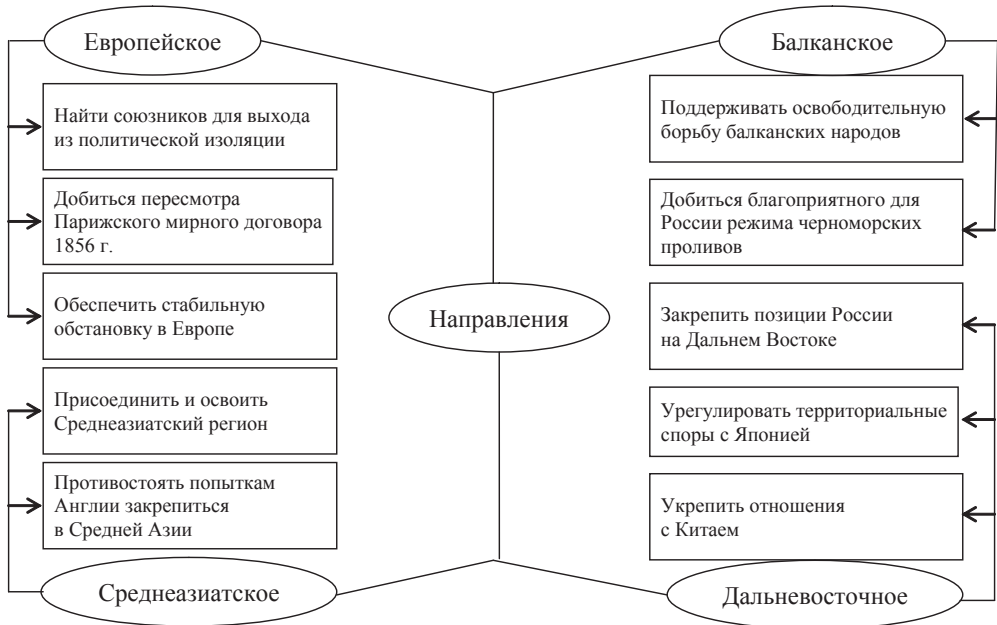 Европейское
Найти союзников для выхода
из политической изоляции
Добиться пересмотра
Парижского мирного договора
1856 г.
Обеспечить стабильную
обстановку в Европе
Балканское
Поддерживать освободительную
борьбу балканских народов
Добиться благоприятного для
России режима черноморских
проливов
Направления
Присоединить и освоить
Среднеазиатский регион
Противостоять попыткам
Англии закрепиться
в Средней Азии
Среднеазиатское
Закрепить позиции России
на Дальнем Востоке
Урегулировать территориальные
споры с Японией
Укрепить отношения
с Китаем
Дальневосточное